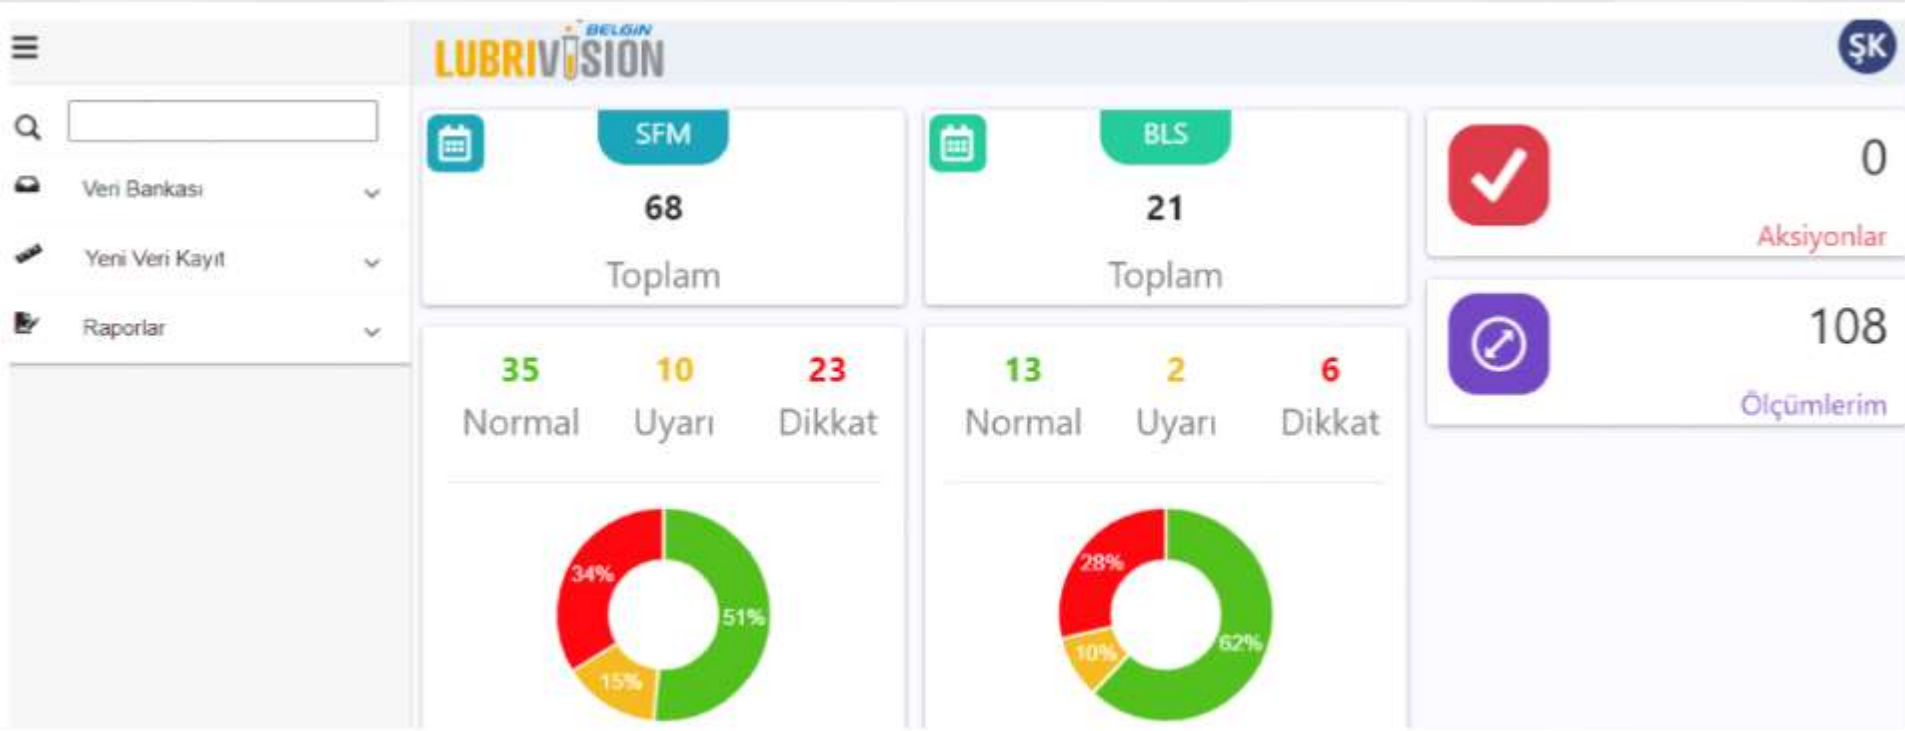 BELGİN
LUBRIVISION
ŞK
Veri Bankası
Yeni Veri Kayıt
Raporlar
SFM
68
Toplam
BLS
21
Toplam
0
Aksiyonlar
108
Ölçümlerim
35 10 23
Normal Uyarı Dikkat
34%
51%
15%
13 2 6
Normal Uyarı Dikkat
28%
62%
10%